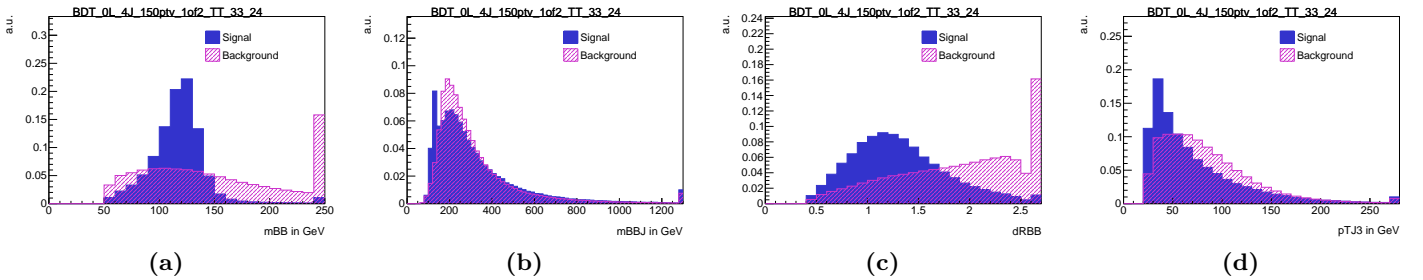 BDT_0L_4J_150ptv_1of2_TT_33_24
a.u.
Signal
Background
0.3
0.25
0.2
0.15
0.1
0.05
0
0 50 100 150 200 250
mBB in GeV
(a)
BDT_0L_4J_150ptv_1of2_TT_33_24
a.u.
Signal
Background
0.12
0.1
0.08
0.06
0.04
0.02
0
0 200 400 600 800 1000 1200
mBBJ in GeV
(b)
BDT_0L_4J_150ptv_1of2_TT_33_24
a.u.
Signal
Background
0.24
0.22
0.2
0.18
0.16
0.14
0.12
0.1
0.08
0.06
0.04
0.02
0
0 0.5 1 1.5 2 2.5
dRBB
(c)
BDT_0L_4J_150ptv_1of2_TT_33_24
a.u.
Signal
Background
0.25
0.2
0.15
0.1
0.05
0
0 50 100 150 200 250
pTJ3 in GeV
(d)